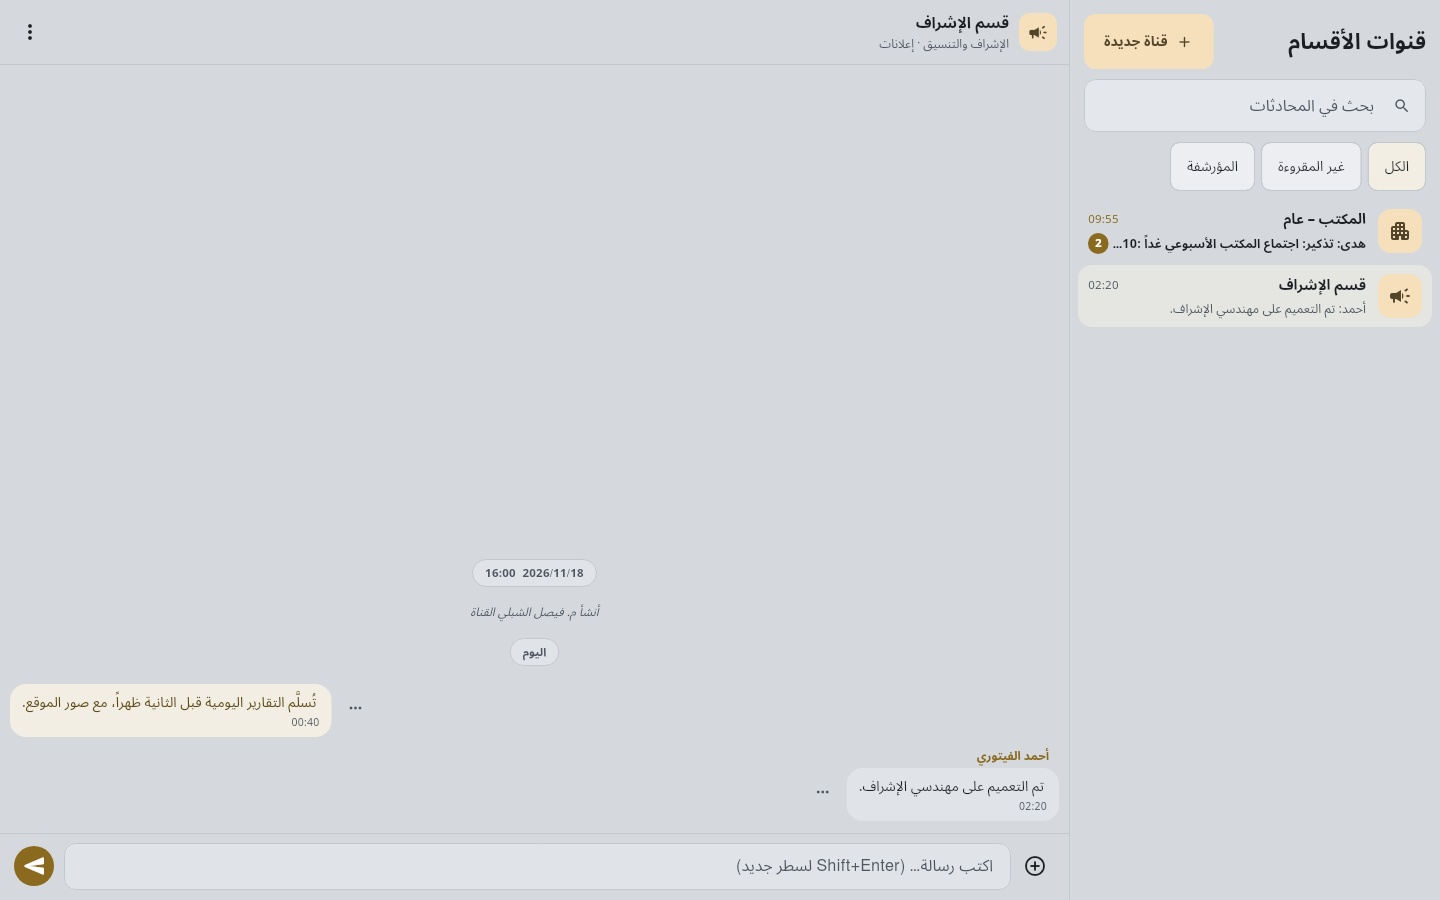 قنوات الأقسام
قناة جديدة
بحث في المحادثات
الكل
غير المقروءة
المؤرشفة
المكتب – عام
09:55
هدى: تذكير: اجتماع المكتب الأسبوعي غداً 10:...
2
قسم الإشراف
02:20
أحمد: تم التعميم على مهندسي الإشراف.
قسم الإشراف
الإشراف والتنسيق · إعلانات
2026/11/18 16:00
أنشأ م. فيصل الشبلي القناة
اليوم
تُسلَّم التقارير اليومية قبل الثانية ظهراً، مع صور الموقع.
00:40
أحمد الفيتوري
تم التعميم على مهندسي الإشراف.
02:20
اكتب رسالة... (Shift+Enter لسطر جديد)